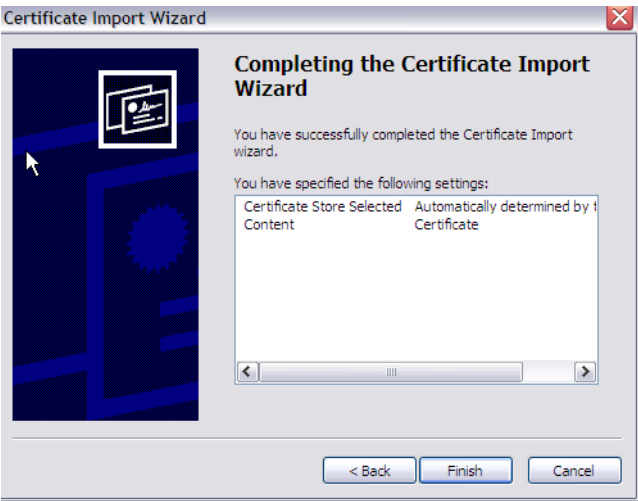 Certificate Import Wizard
Completing the Certificate Import
Wizard
You have successfully completed the Certificate Import
wizard.
You have specified the following settings:
Certificate Store Selected Automatically determined by t
Content Certificate
< Back Finish Cancel